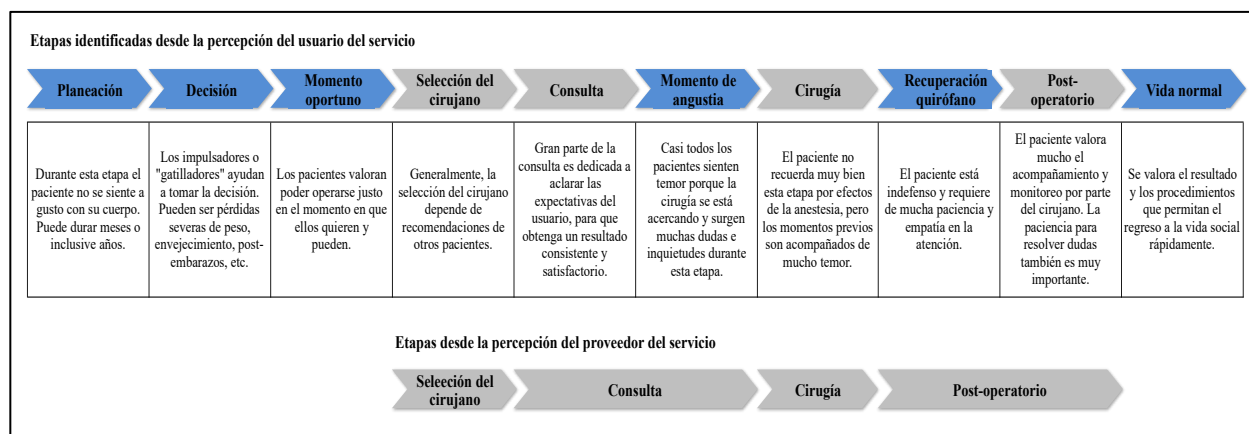 Etapas identificadas desde la percepción del usuario del servicio
Planeación
Decisión
Momento
oportuno
Selección del
cirujano
Consulta
Momento de
angustia
Cirugía
Recuperación
quirófano
Post-
operatorio
Vida normal
Durante esta etapa el
paciente no se siente a
gusto con su cuerpo.
Puede durar meses o
inclusive años.
Los impulsadores o
"gatilladores" ayudan
a tomar la decisión.
Pueden ser pérdidas
severas de peso,
envejecimiento, post-
embarazos, etc.
Los pacientes valoran
poder operarse justo
en el momento en que
ellos quieren y
pueden.
Generalmente, la
selección del cirujano
depende de
recomendaciones de
otros pacientes.
Gran parte de la
consulta es dedicada a
aclarar las
expectativas del
usuario, para que
obtenga un resultado
consistente y
satisfactorio.
Casi todos los
pacientes sienten
temor porque la
cirugía se está
acercando y surgen
muchas dudas e
inquietudes durante
esta etapa.
El paciente no
recuerda muy bien
esta etapa por efectos
de la anestesia, pero
los momentos previos
son acompañados de
mucho temor.
El paciente está
indefenso y requiere
de mucha paciencia y
empatía en la
atención.
El paciente valora
mucho el
acompañamiento y
monitoreo por parte
del cirujano. La
paciencia para
resolver dudas
también es muy
importante.
Se valora el resultado
y los procedimientos
que permitan el
regreso a la vida social
rápidamente.
Etapas desde la percepción del proveedor del servicio
Selección del
cirujano
Consulta
Cirugía
Post-operatorio